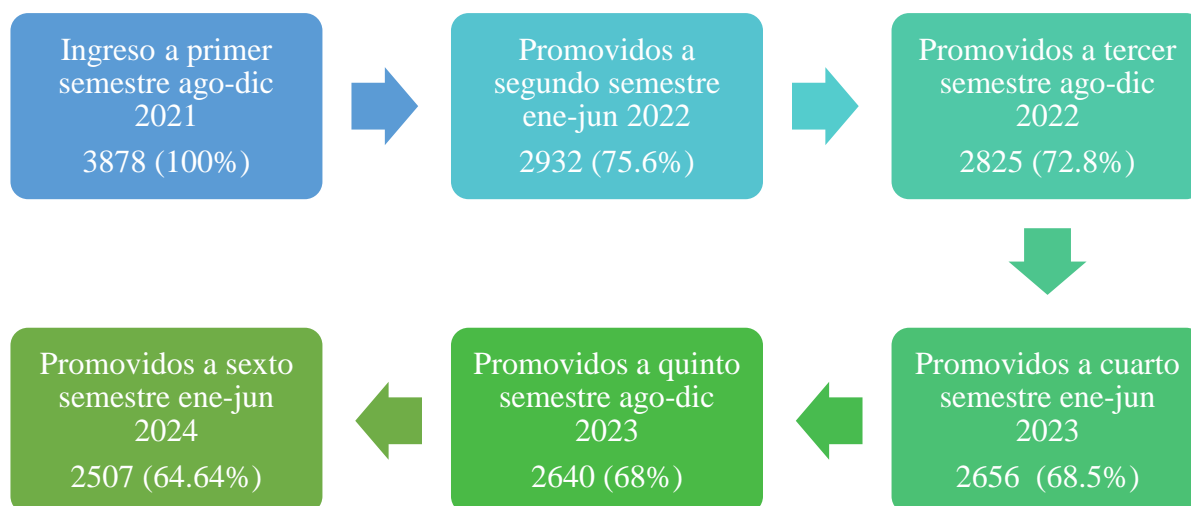 Ingreso a primer
semestre ago-dic
2021
3878 (100%)
Promovidos a
segundo semestre
ene-jun 2022
2932 (75.6%)
Promovidos a tercer
semestre ago-dic
2022
2825 (72.8%)
Promovidos a cuarto
semestre ene-jun
2023
2656 (68.5%)
Promovidos a quinto
semestre ago-dic
2023
2640 (68%)
Promovidos a sexto
semestre ene-jun
2024
2507 (64.64%)